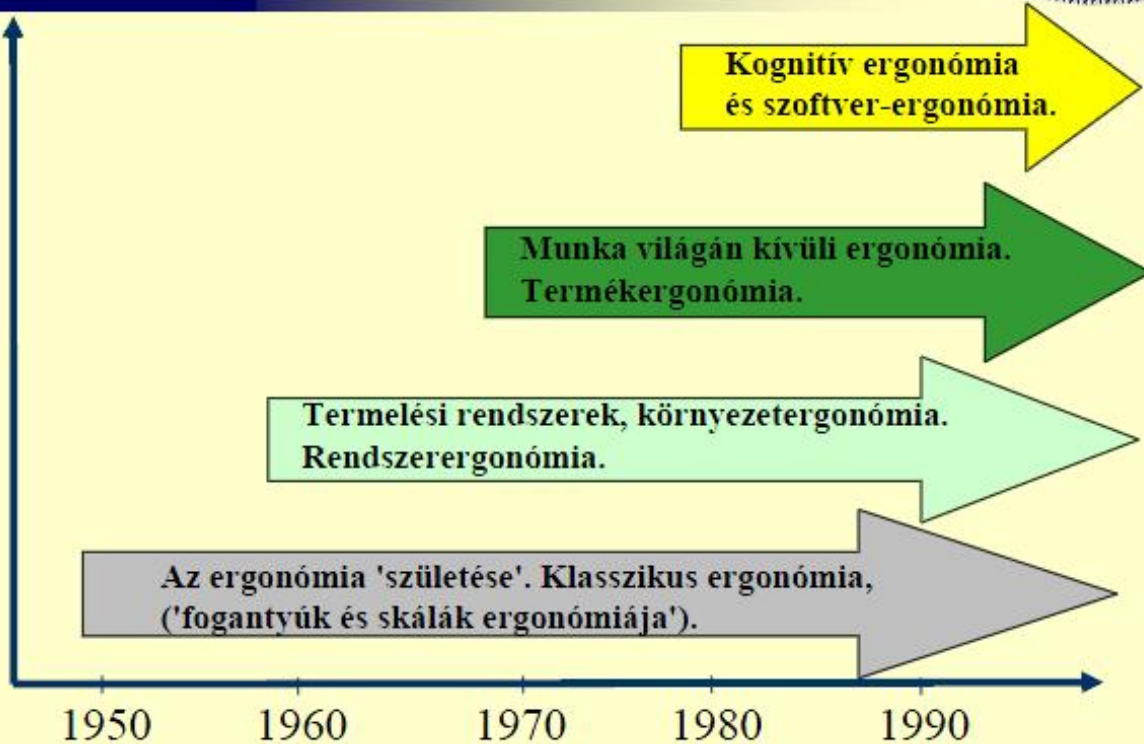 Kognitív ergonómia
és szoftver-ergonómia.
Munka világán kívüli ergonómia.
Termékergonómia.
Termelési rendszerek, környezetergonómia.
Rendszerergonómia.
Az ergonómia 'születése'. Klasszikus ergonómia,
('fogantyúk és skálák ergonómiája').
1950 1960 1970 1980 1990